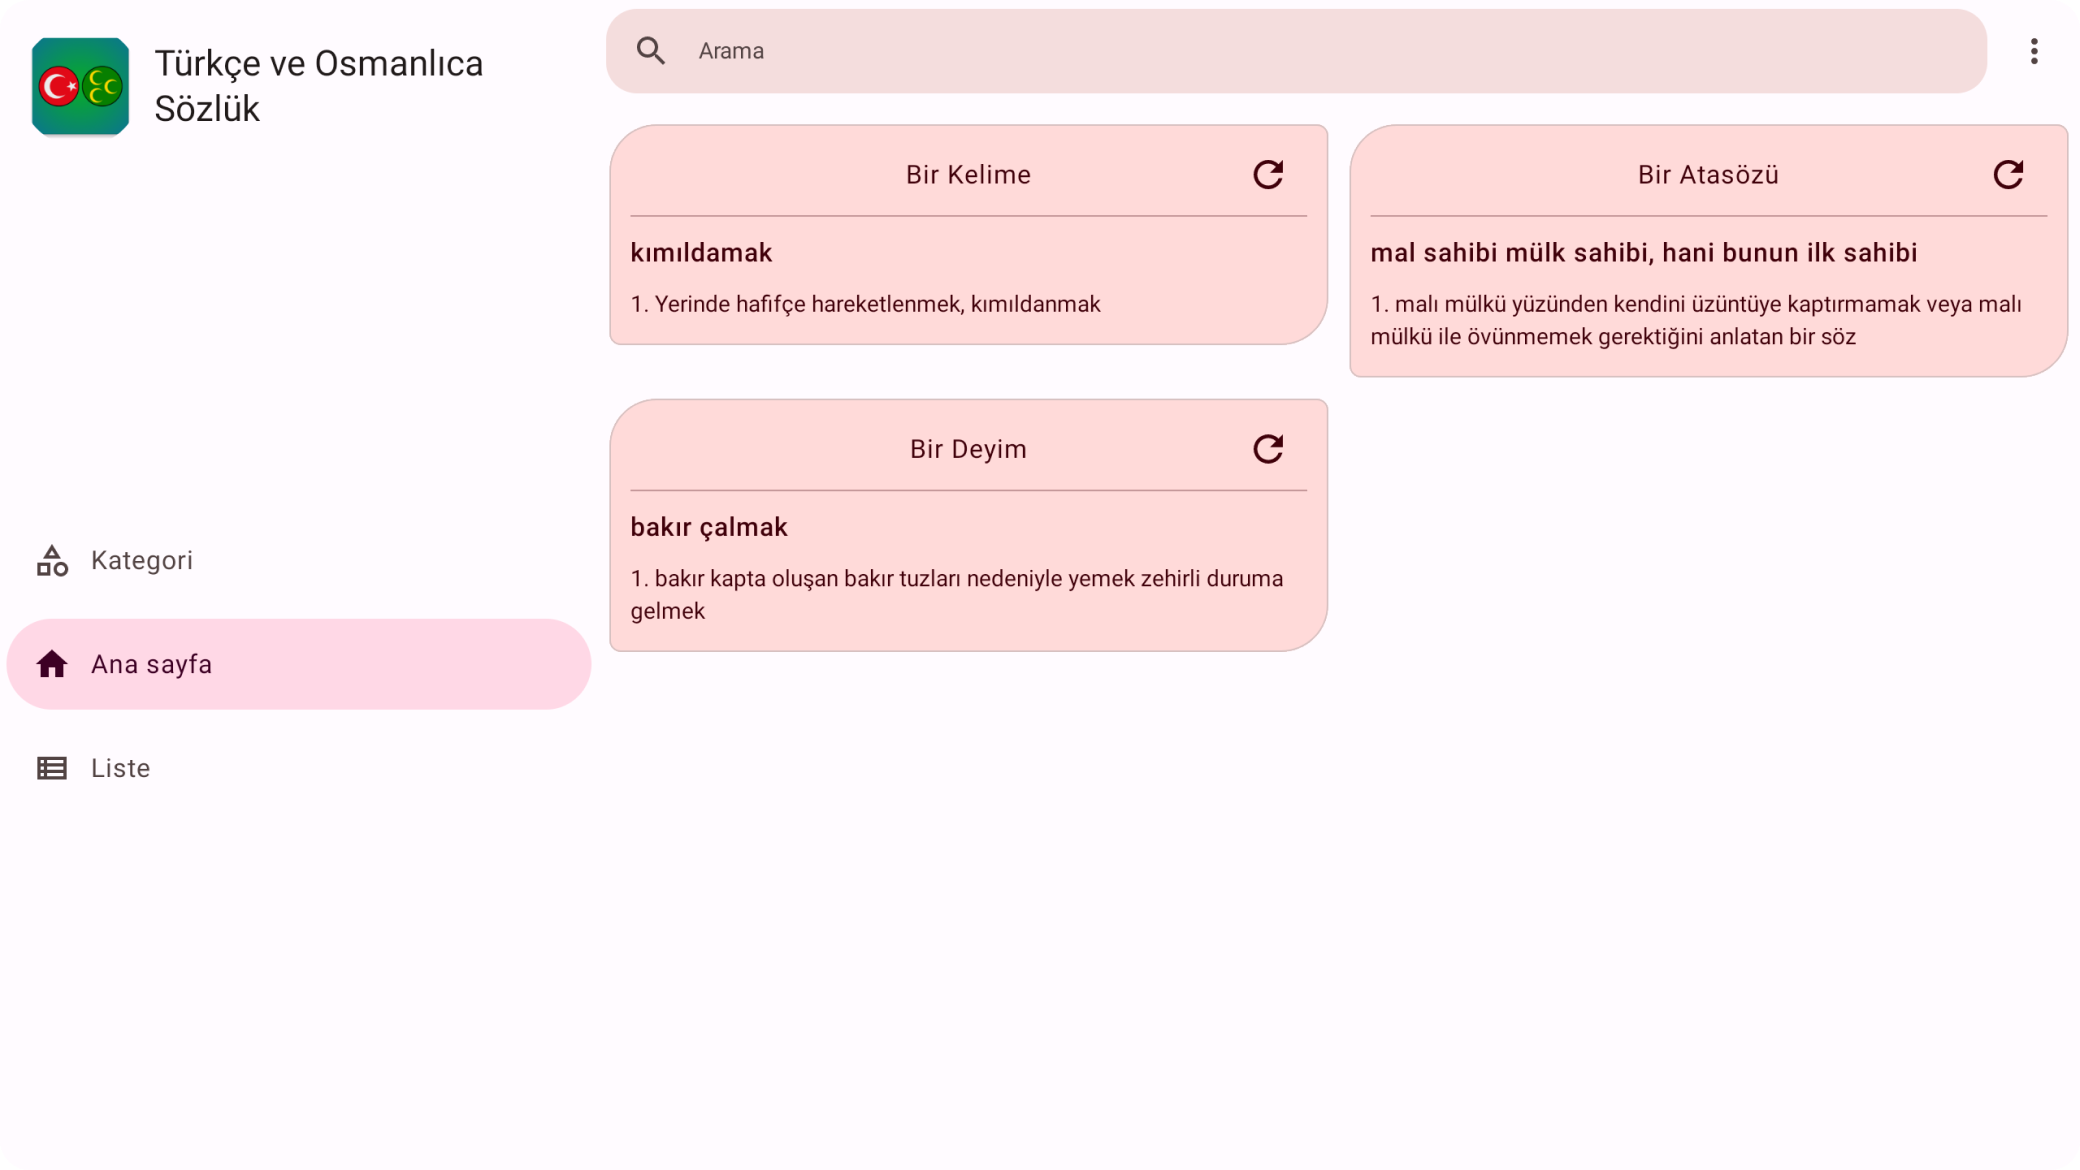 Türkçe ve Osmanlıca
Sözlük
Kategori
Ana sayfa
Liste
Arama
Bir Kelime
kımıldamak
1. Yerinde hafifçe hareketlenmek, kımıldanmak
Bir Atasözü
mal sahibi mülk sahibi, hani bunun ilk sahibi
1. malı mülkü yüzünden kendini üzüntüye kaptırmamak veya malı
mülkü ile övünmemek gerektiğini anlatan bir söz
Bir Deyim
bakır çalmak
1. bakır kapta oluşan bakır tuzları nedeniyle yemek zehirli duruma
gelmek